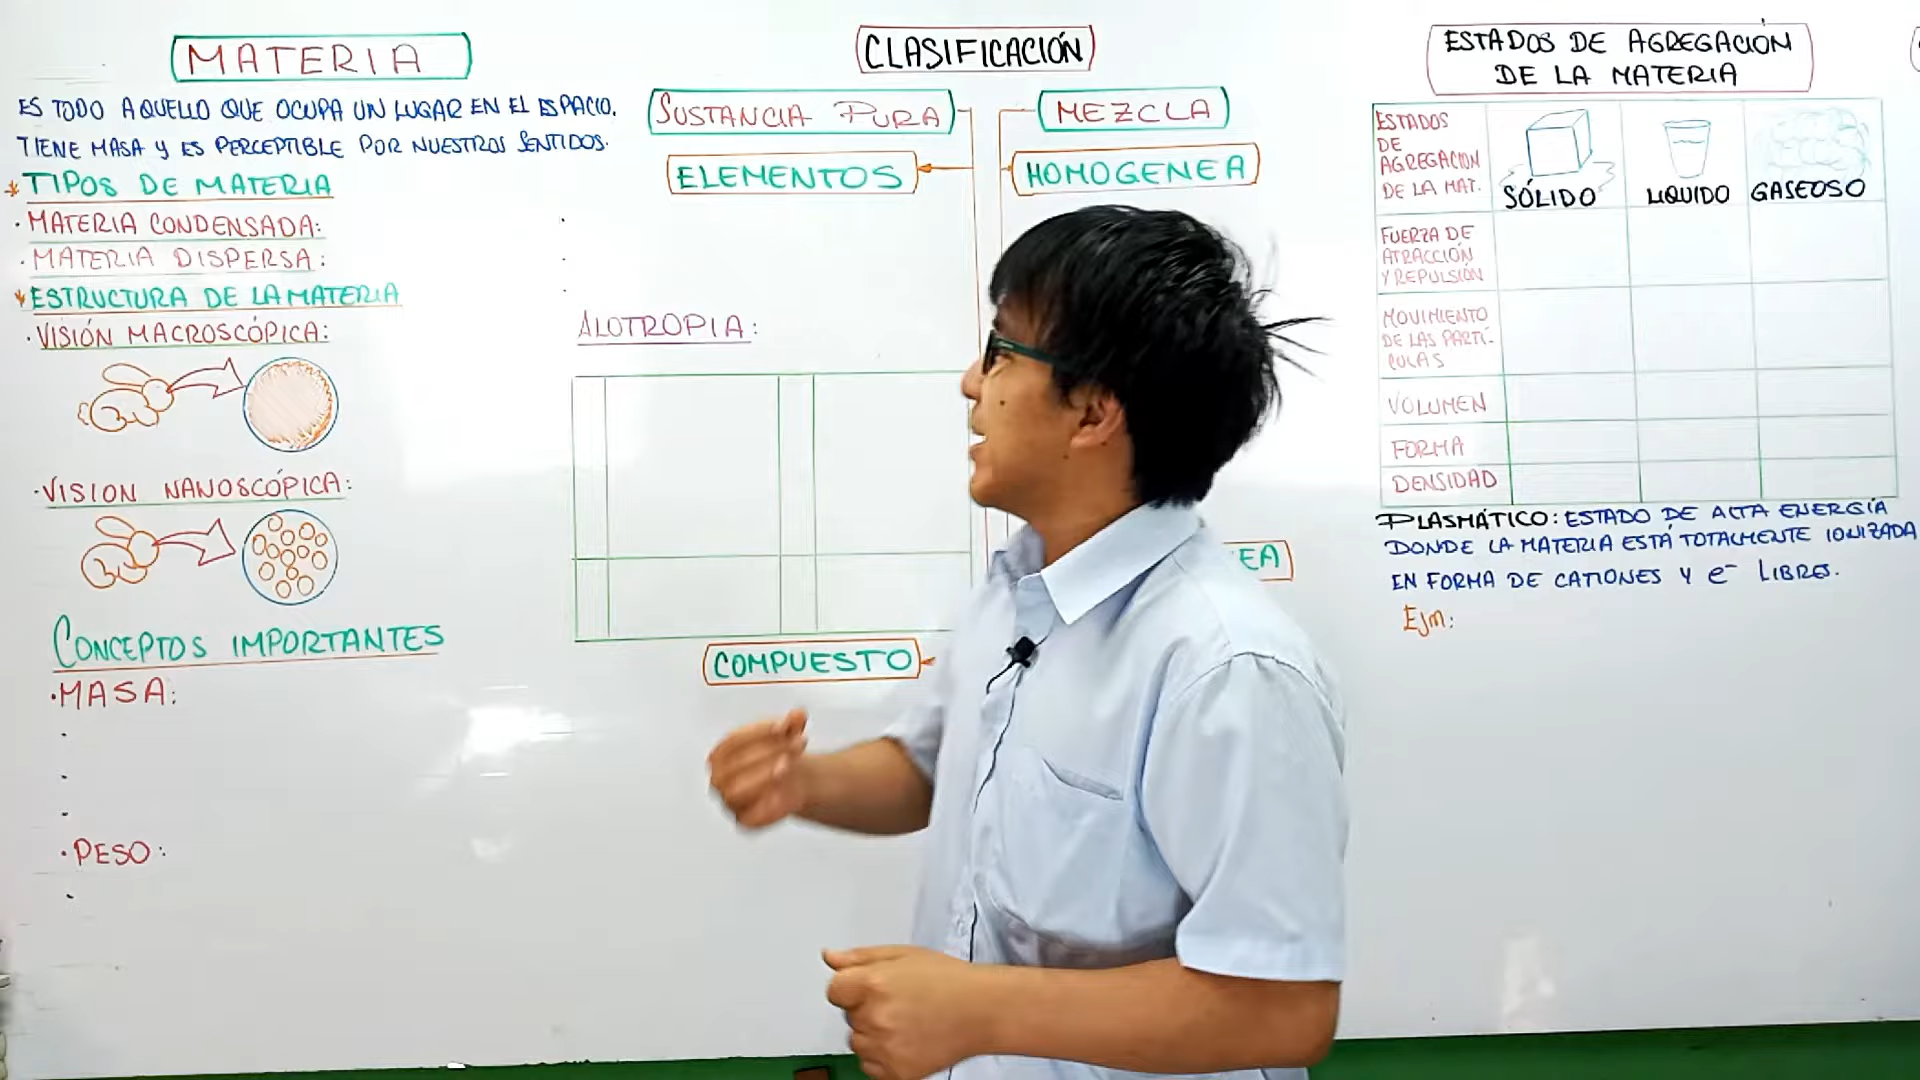 MATERIA
ES TODO AQUELLO QUE OCUPA UN LUGAR EN EL ESPACIO.
TIENE MASA Y ES PERCEPTIBLE POR NUESTROS SENTIDOS.
* TIPOS DE MATERIA
· MATERIA CONDENSADA:
· MATERIA DISPERSA:
* ESTRUCTURA DE LA MATERIA
· VISIÓN MACROSCÓPICA:
· VISION NANOSCÓPICA:
CONCEPTOS IMPORTANTES
· MASA:
· PESO:
CLASIFICACIÓN
SUSTANCIA PURA
ELEMENTOS
ALOTROPIA:
COMPUESTO
MEZCLA
HOMOGENEA
EA
ESTADOS DE AGREGACIÓN
DE LA MATERIA
ESTADOS
DE
AGREGACION
DE LA MAT.
SÓLIDO
LIQUIDO
GASEOSO
FUERZA DE
ATRACCIÓN
Y REPULSIÓN
MOVIMIENTO
DE LAS PARTÍ-
CULAS
VOLUMEN
FORMA
DENSIDAD
PLASMÁTICO: ESTADO DE ALTA ENERGÍA
DONDE LA MATERIA ESTÁ TOTALMENTE IONIZADA
EN FORMA DE CATIONES Y e⁻ LIBRES.
EJm: